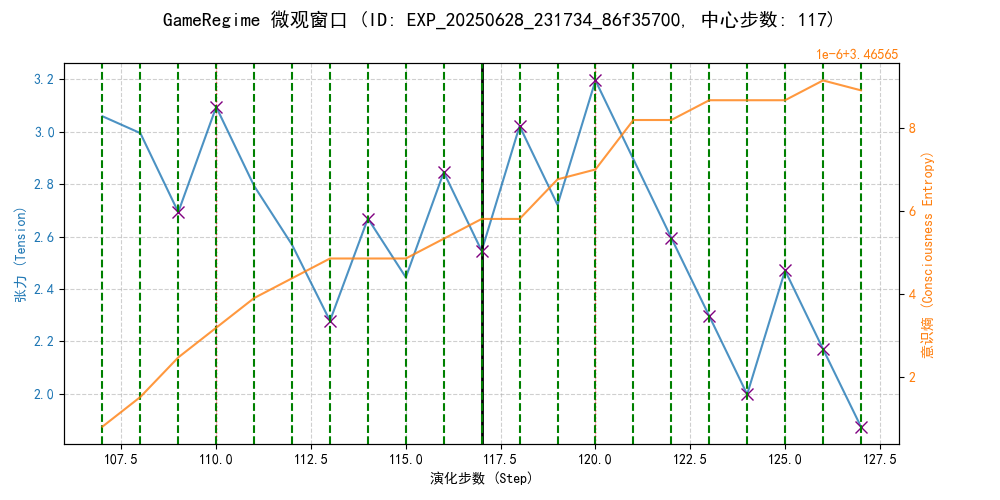 GameRegime 微观窗口 (ID: EXP_20250628_231734_86f35700, 中心步数: 117)
1e-6+3.46565
3.2
3.0
2.8
2.6
2.4
2.2
2.0
张力 (Tension)
8
6
4
2
意识熵 (Consciousness Entropy)
107.5 110.0 112.5 115.0 117.5 120.0 122.5 125.0 127.5
演化步数 (Step)